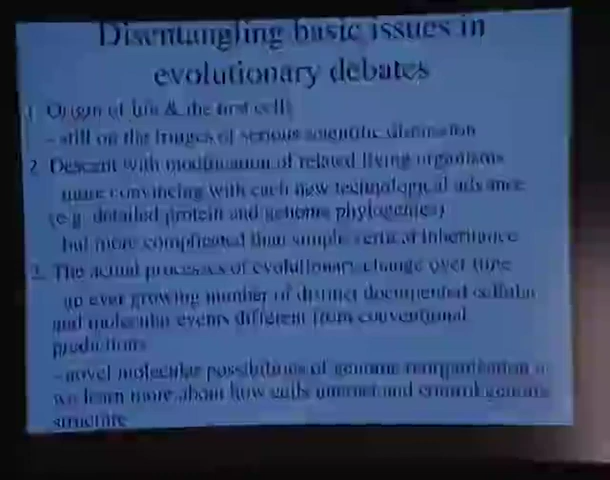 Disentangling basic issues in
evolutionary debates
1. Origin of life & the first cells
- still on the fringes of serious scientific discussion
2. Descent with modification of related living organisms
more convincing with each new technological advance
(e.g. detailed protein and genome phylogenies)
but more complicated than simple vertical inheritance
3. The actual processes of evolutionary change over time
an ever growing number of distinct documented cellular
and molecular events different from conventional
predictions
- novel molecular possibilities of genome reorganization
we learn more about how cells interact and control genome
structure